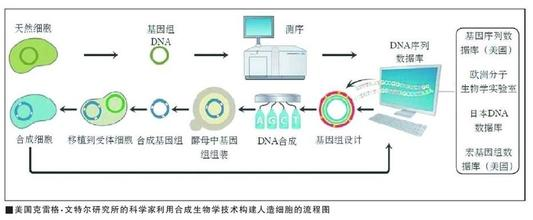 天然细胞
基因组
DNA
测序
DNA序列
数据库
基因序列数
据库（美國）
欧洲分子
生物学实验室
日本DNA
数据库
宏基因组数
据库（美國）
合成细胞
移植到受体细胞
合成基因组
酵母中基因
组组装
AGCT
DNA合成
基因组设计
■美国克雷格·文特尔研究所的科学家利用合成生物学技术构建人造细胞的流程图